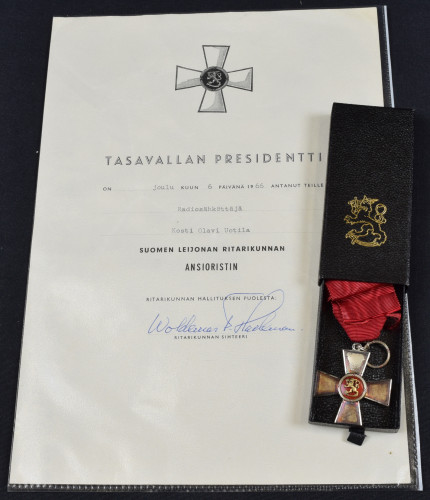 TASAVALLAN PRESIDENTTI
ON joulu KUUN 6 PÄIVÄNÄ 1966 ANTANUT TEILLE
Radiosähköttäjä
Kosti Olavi Uotila
SUOMEN LEIJONAN RITARIKUNNAN
ANSIORISTIN
RITARIKUNNAN HALLITUKSEN PUOLESTA:
RITARIKUNNAN SIHTEERI